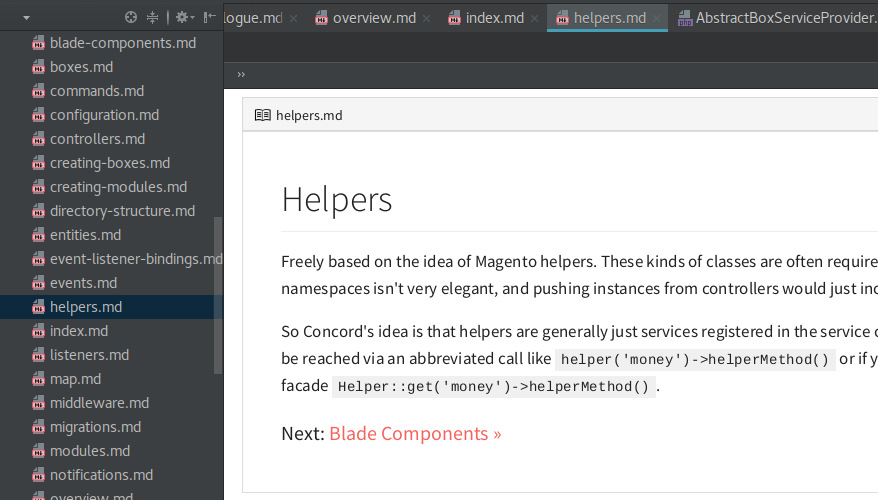 logue.md
overview.md
index.md
helpers.md
AbstractBoxServiceProvider.
blade-components.md
boxes.md
commands.md
configuration.md
controllers.md
creating-boxes.md
creating-modules.md
directory-structure.md
entities.md
event-listener-bindings.md
events.md
helpers.md
index.md
listeners.md
map.md
middleware.md
migrations.md
modules.md
notifications.md
overview.md
››
helpers.md
Helpers
Freely based on the idea of Magento helpers. These kinds of classes are often require
namespaces isn't very elegant, and pushing instances from controllers would just inc
So Concord's idea is that helpers are generally just services registered in the service c
be reached via an abbreviated call like helper('money')->helperMethod() or if y
facade Helper::get('money')->helperMethod() .
Next: Blade Components »